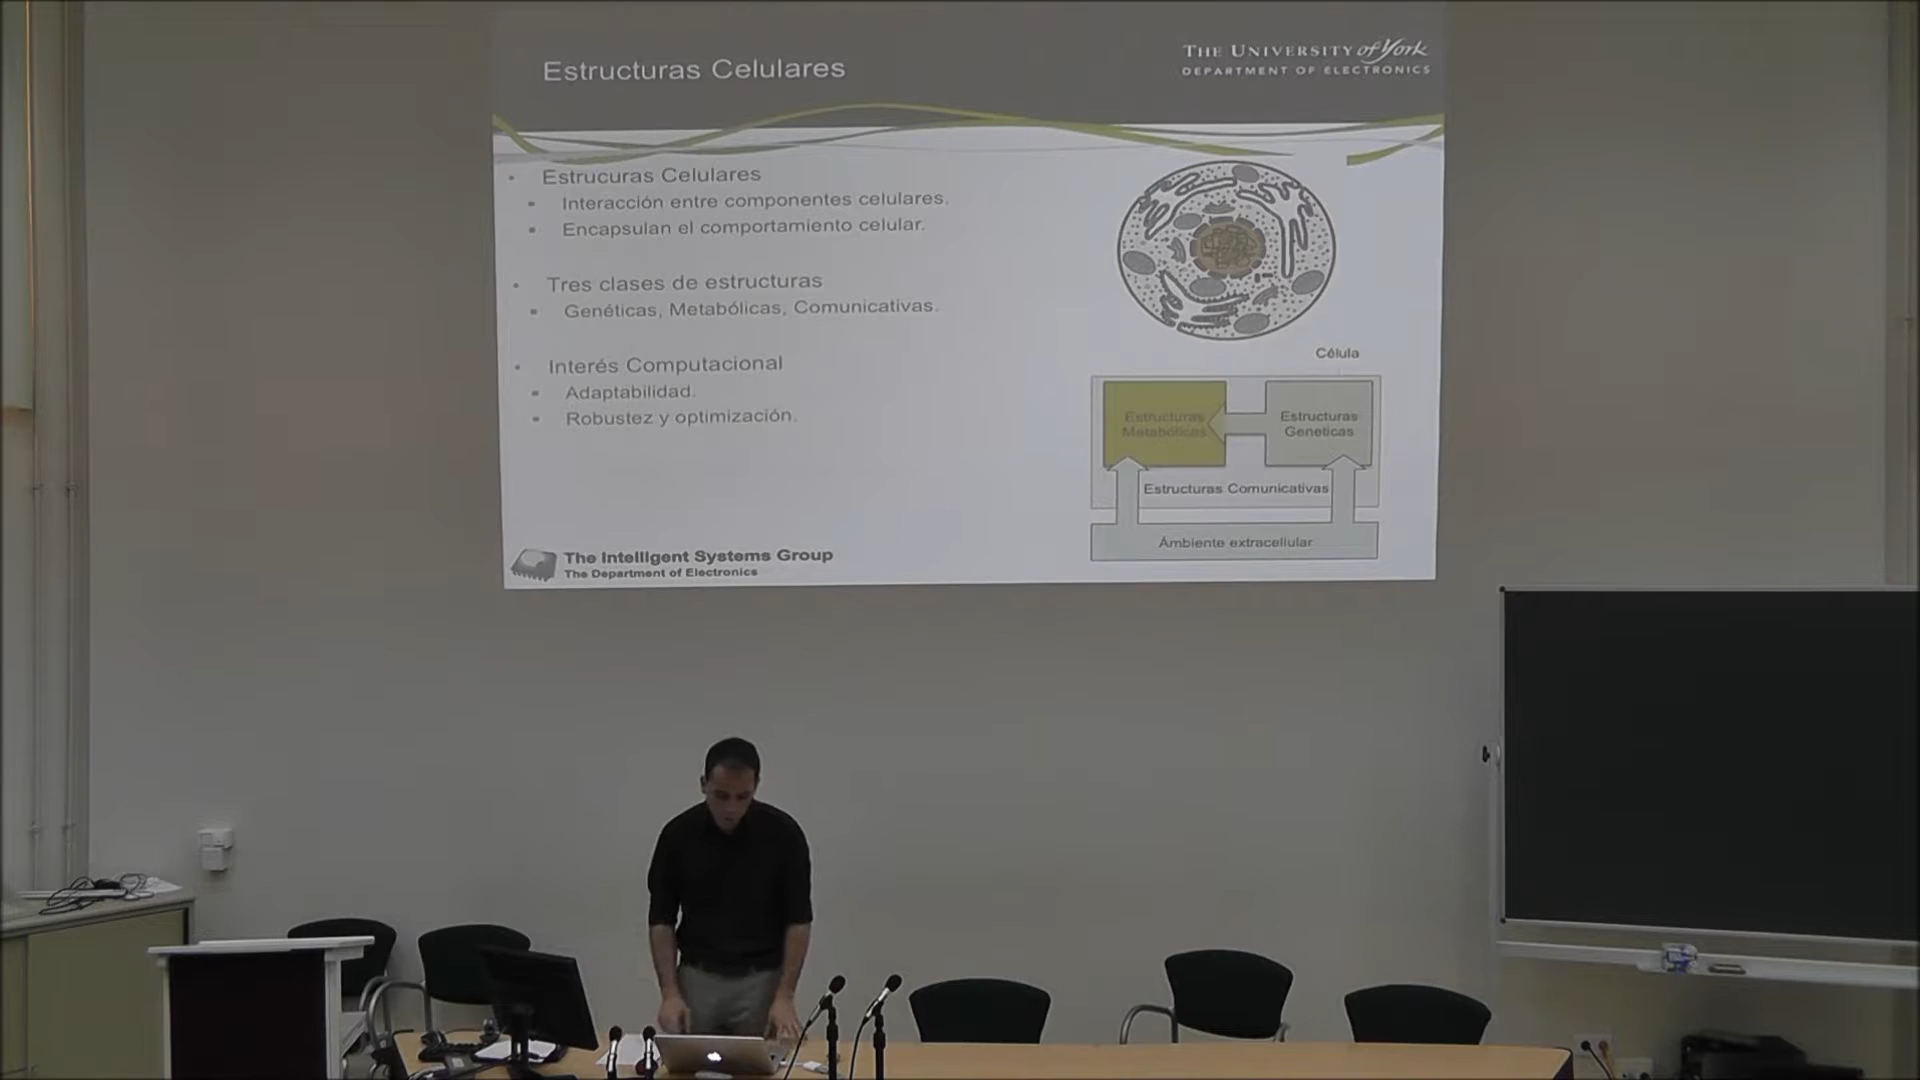 Estructuras Celulares
THE UNIVERSITY of York
DEPARTMENT OF ELECTRONICS
Estrucuras Celulares
Interacción entre componentes celulares.
Encapsulan el comportamiento celular.
Tres clases de estructuras
Genéticas, Metabólicas, Comunicativas.
Interés Computacional
Adaptabilidad.
Robustez y optimización.
Célula
Estructuras
Metabólicas
Estructuras
Geneticas
Estructuras Comunicativas
Ámbiente extracellular
The Intelligent Systems Group
The Department of Electronics